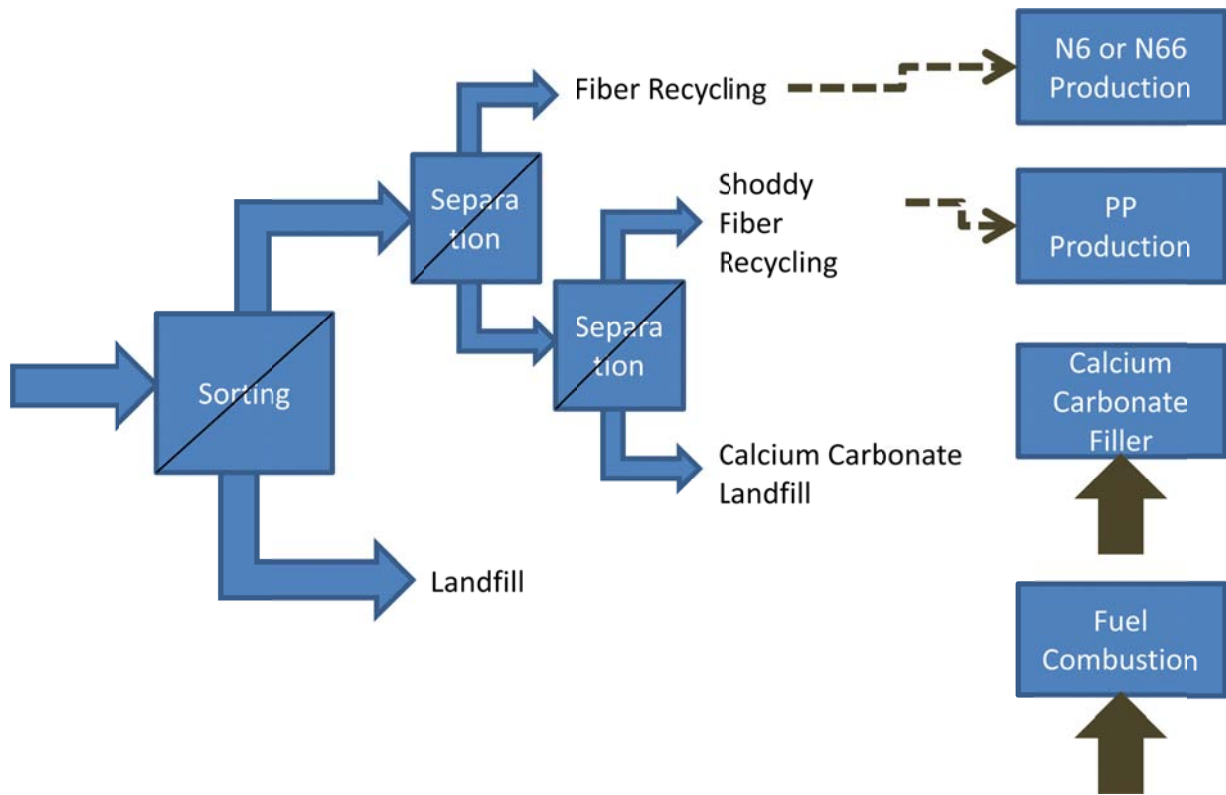 Fiber Recycling
N6 or N66
Production
Separa
tion
Shoddy
Fiber
Recycling
PP
Production
Separa
tion
Sorting
Calcium
Carbonate
Filler
Calcium Carbonate
Landfill
Landfill
Fuel
Combustion